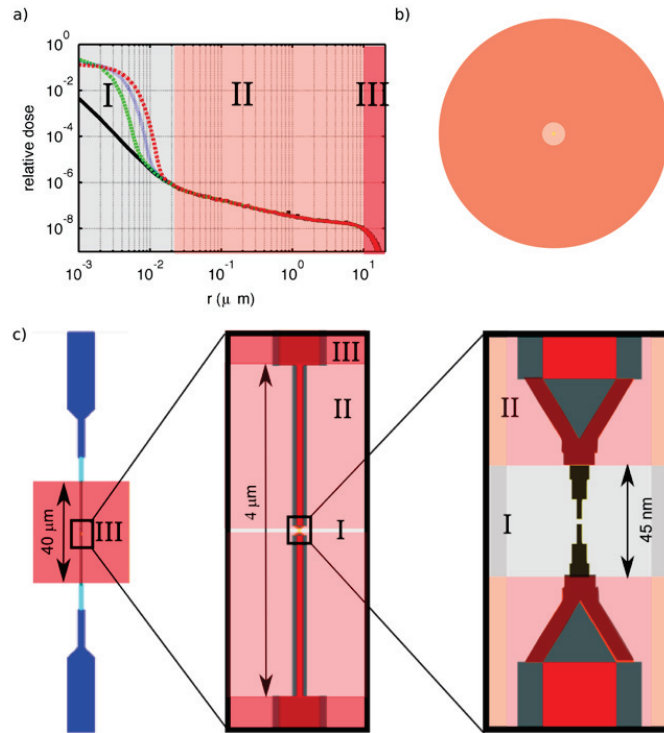 a)
10^0
10^-2
10^-4
10^-6
10^-8
relative dose
I
II
III
10^-3
10^-2
10^-1
10^0
10^1
r (μ m)
b)
c)
40 μm
III
III
II
4 μm
I
II
I
45 nm